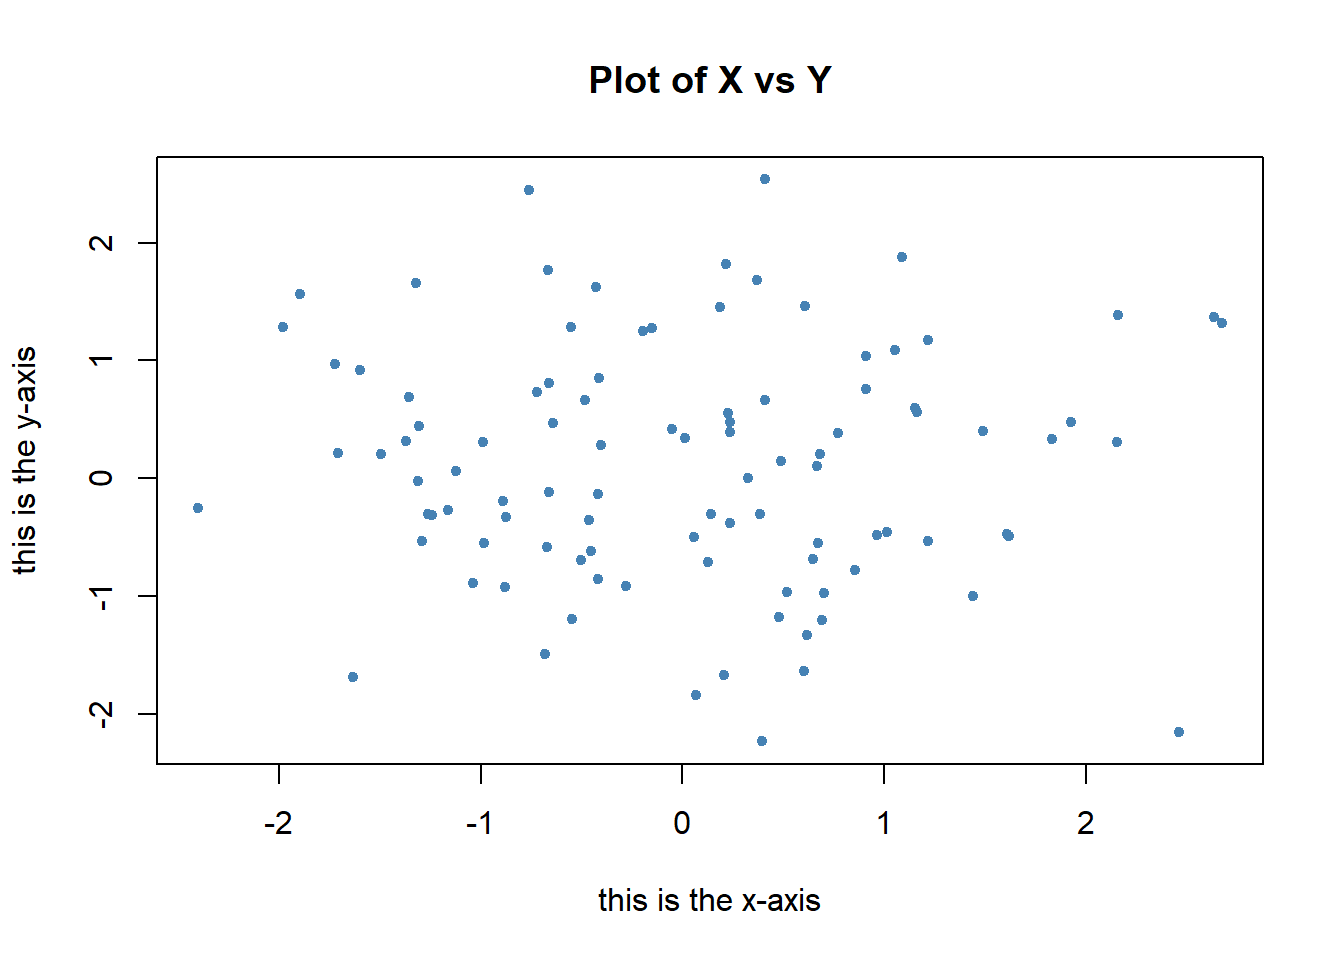 Plot of X vs Y
this is the y-axis
2
1
0
-1
-2
-2 -1 0 1 2
this is the x-axis